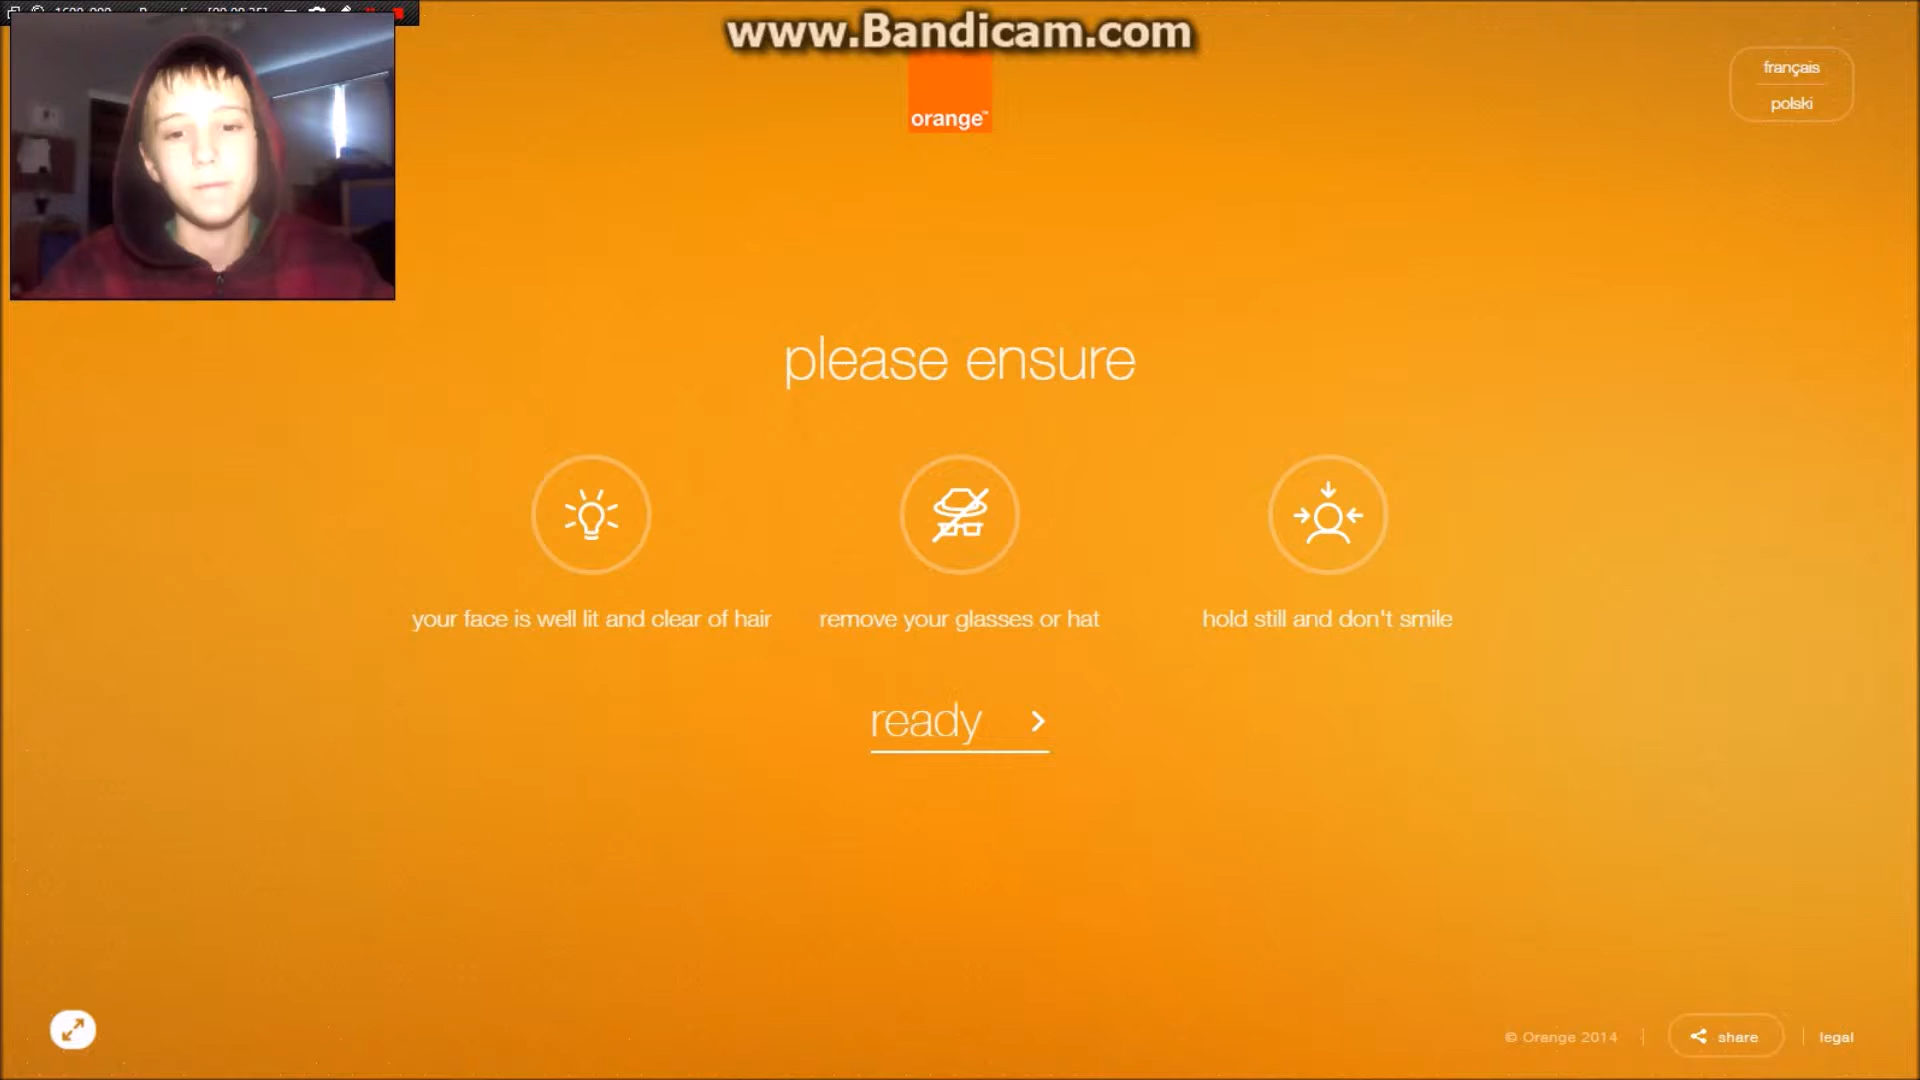 www.Bandicam.com
orange™
français
polski
please ensure
your face is well lit and clear of hair
remove your glasses or hat
hold still and don't smile
ready
© Orange 2014
share
legal